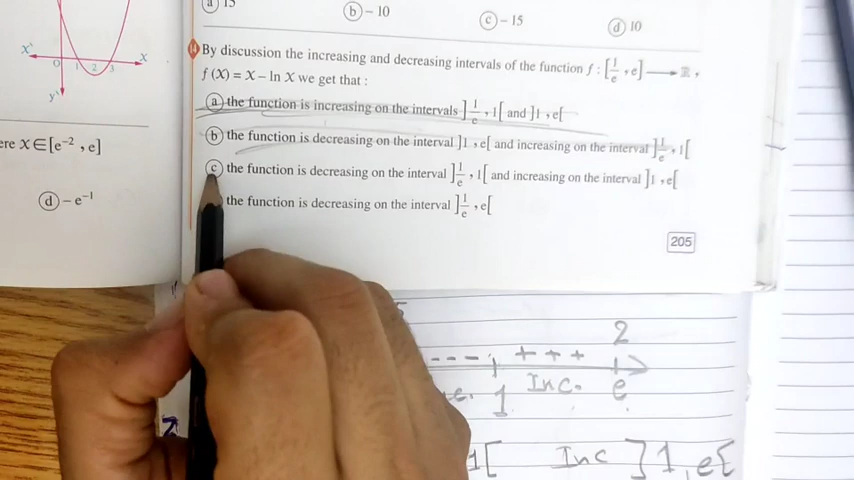 ⓐ 15
ⓑ – 10
ⓒ – 15
ⓓ 10
x` O 1 2 3 x
y`
ere X∈[e⁻² , e]
ⓓ – e⁻¹
14 By discussion the increasing and decreasing intervals of the function f : [1/e , e] ⟶ ℝ ,
f (X) = X – ln X we get that :
ⓐ the function is increasing on the intervals ]1/e , 1[ and ]1 , e[
ⓑ the function is decreasing on the interval ]1 , e[ and increasing on the interval ]1/e , 1[
ⓒ the function is decreasing on the interval ]1/e , 1[ and increasing on the interval ]1 , e[
the function is decreasing on the interval ]1/e , e[
205
2
- - - - + + +
1 Inc. e
1[ Inc ]1, e[